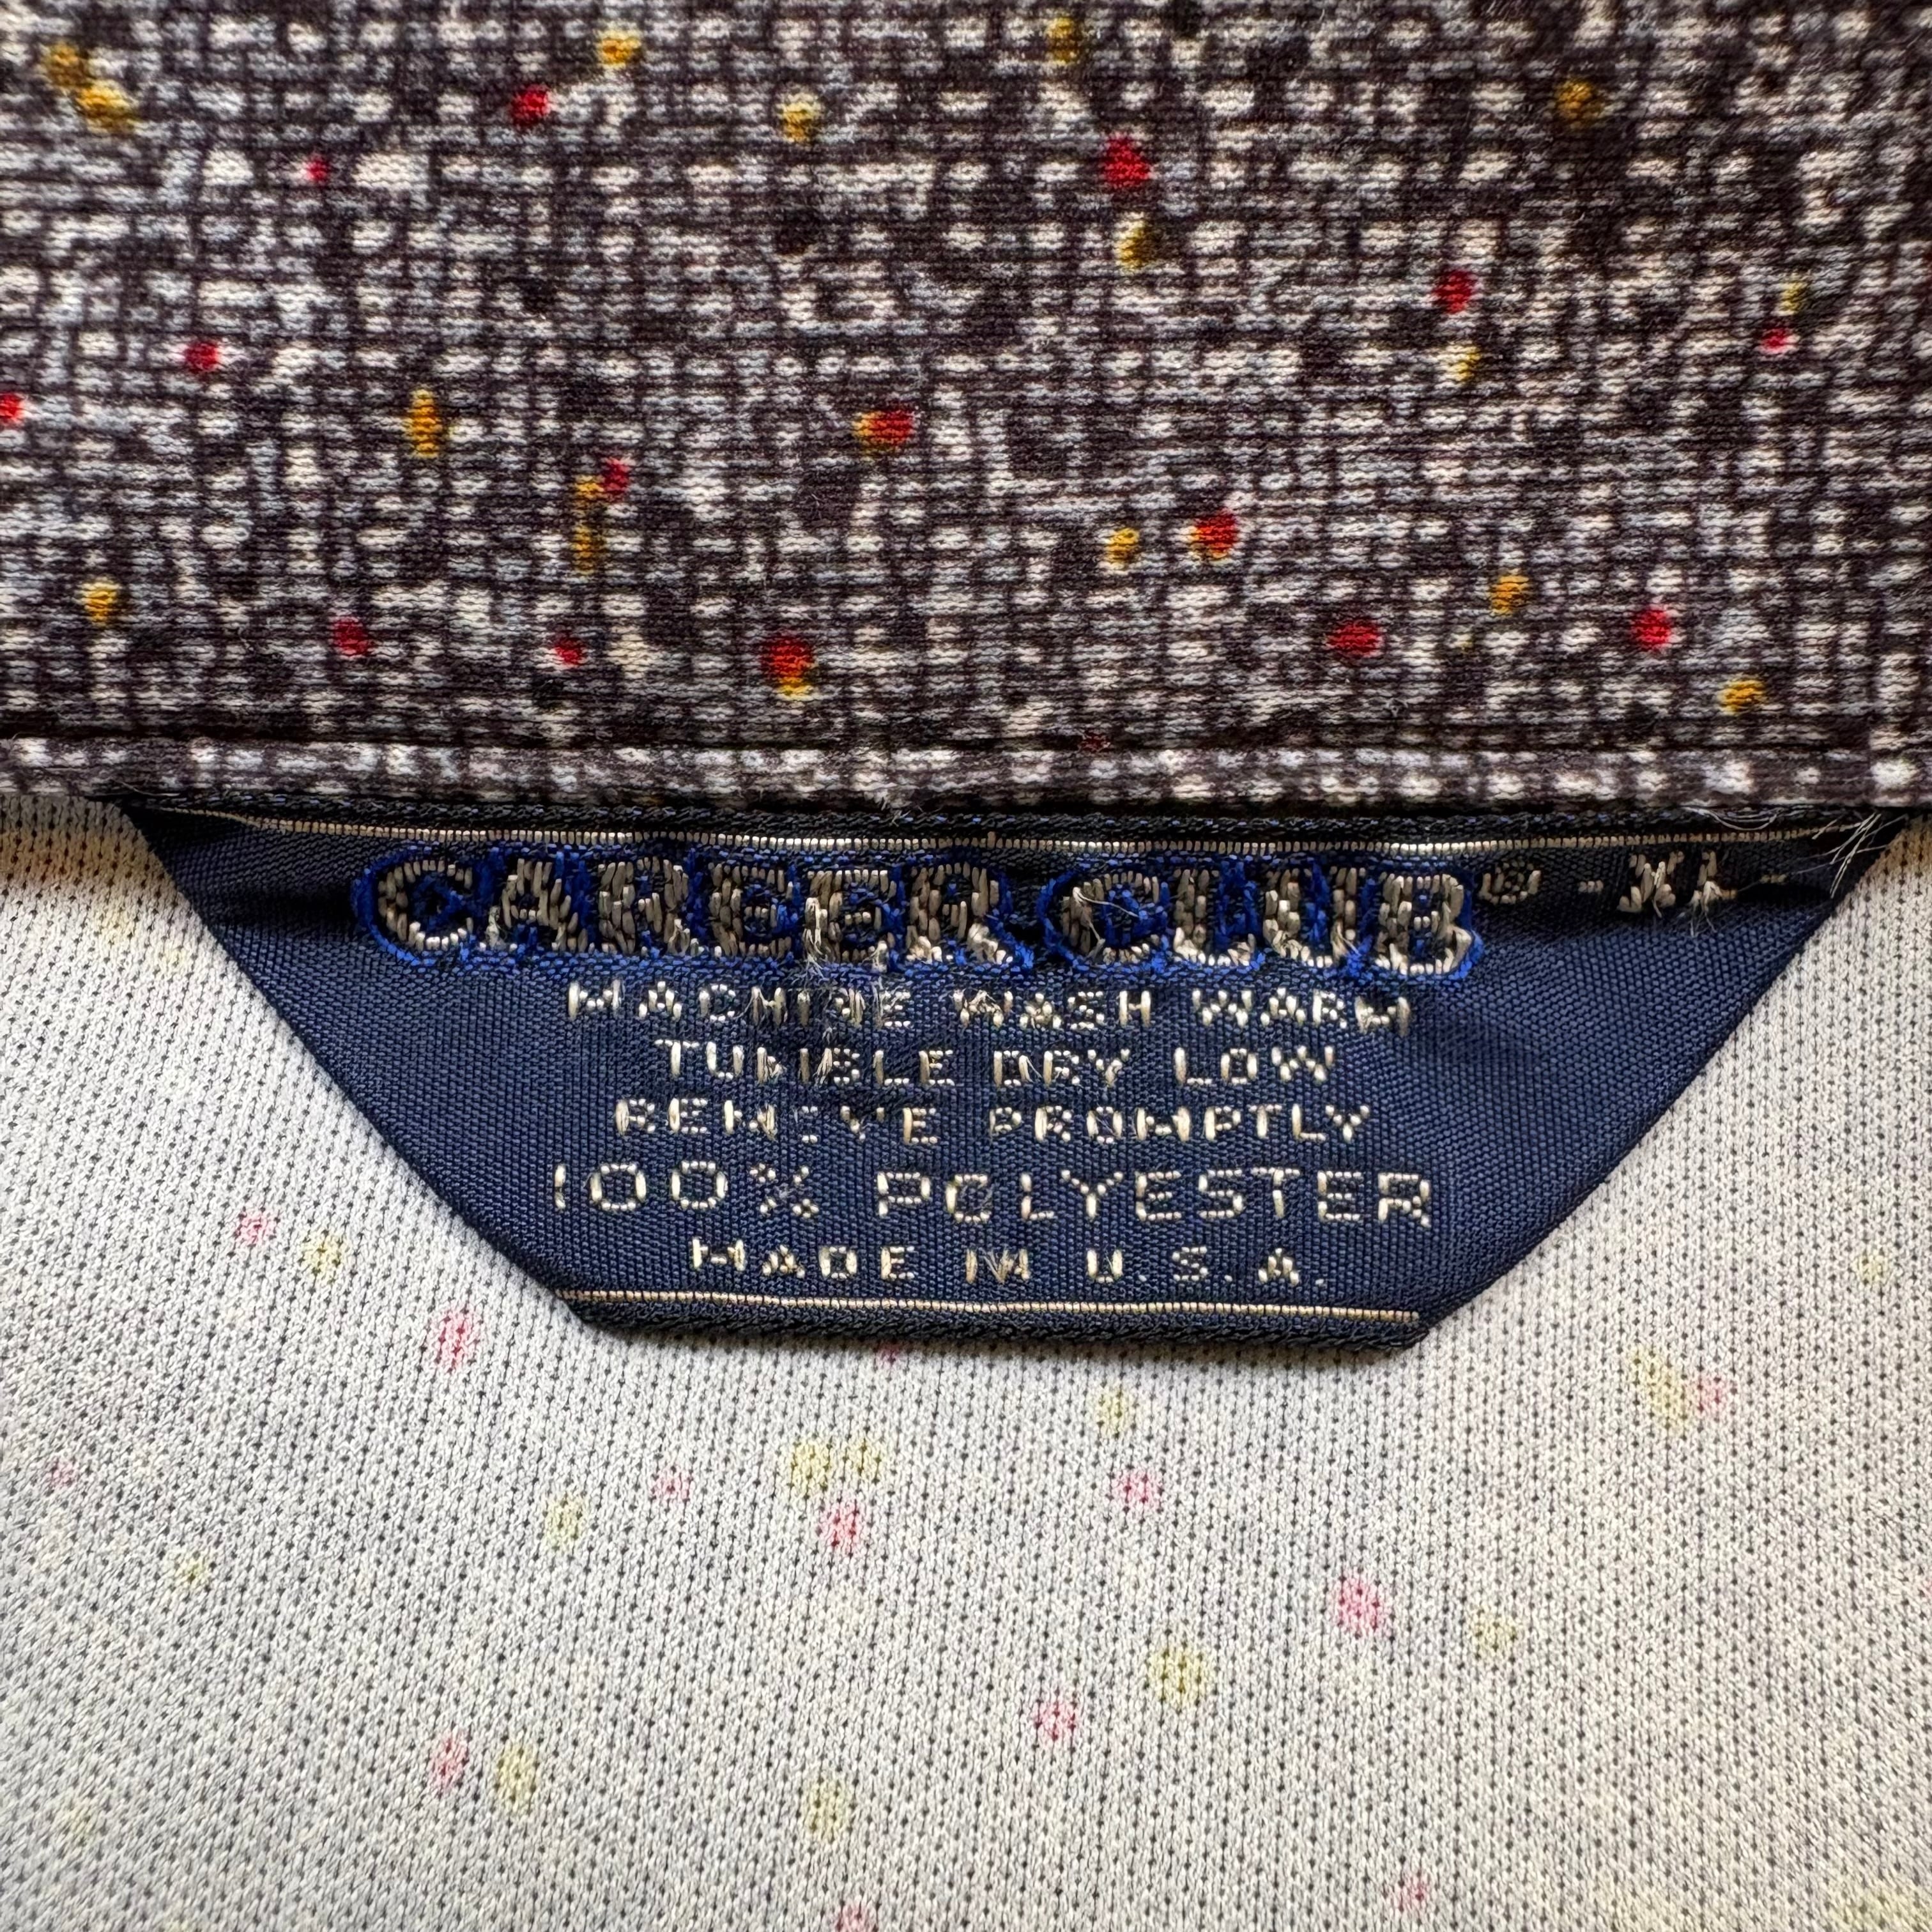 CAREER CLUB® - XL -
MACHINE WASH WARM
TUMBLE DRY LOW
REMOVE PROMPTLY
100% POLYESTER
MADE IN U.S.A.